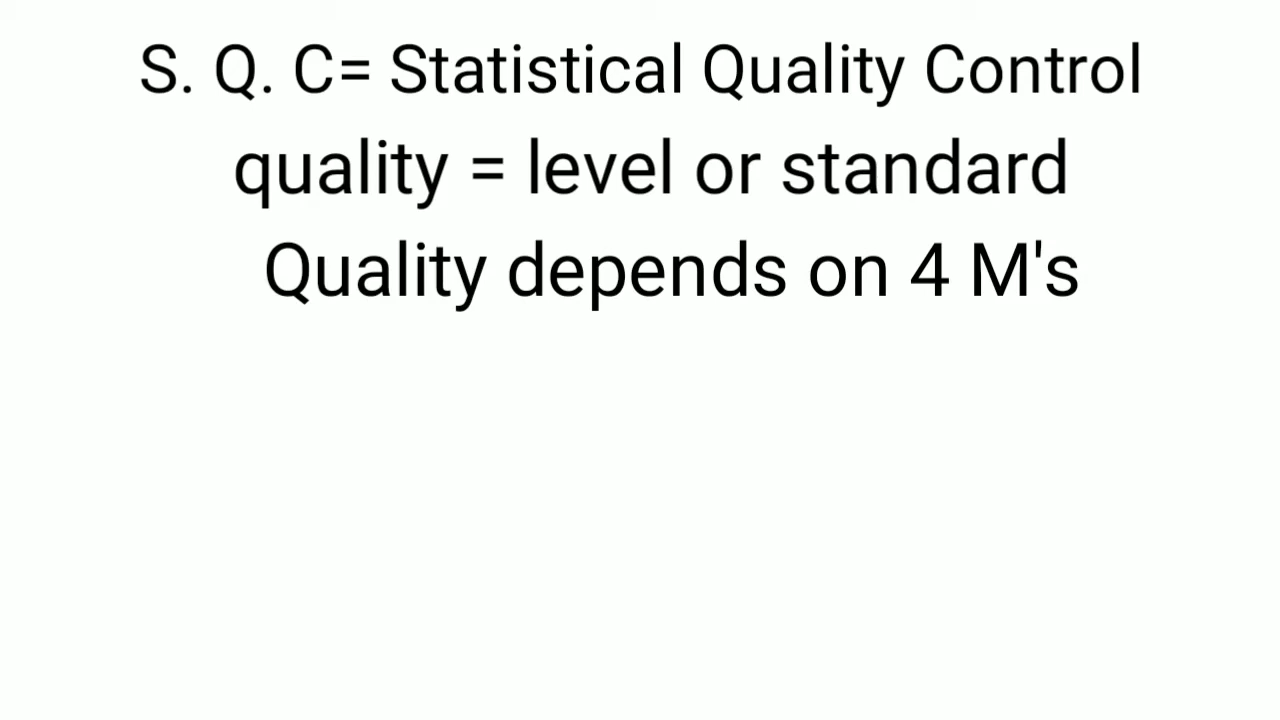 S. Q. C= Statistical Quality Control
quality = level or standard
Quality depends on 4 M's